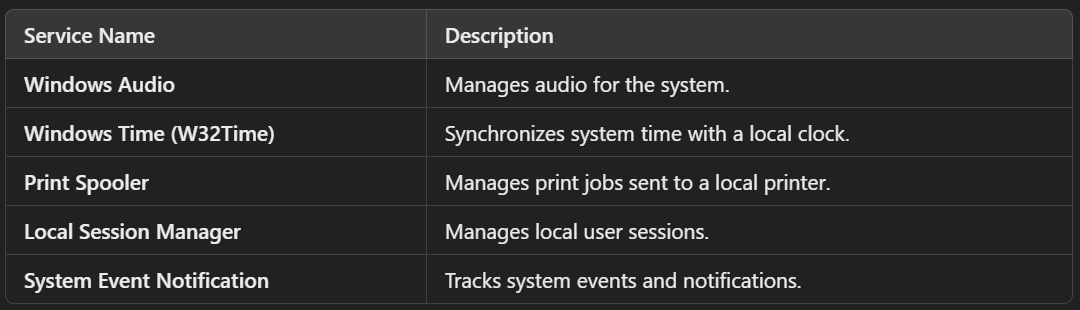 Service Name Description
Windows Audio Manages audio for the system.
Windows Time (W32Time) Synchronizes system time with a local clock.
Print Spooler Manages print jobs sent to a local printer.
Local Session Manager Manages local user sessions.
System Event Notification Tracks system events and notifications.